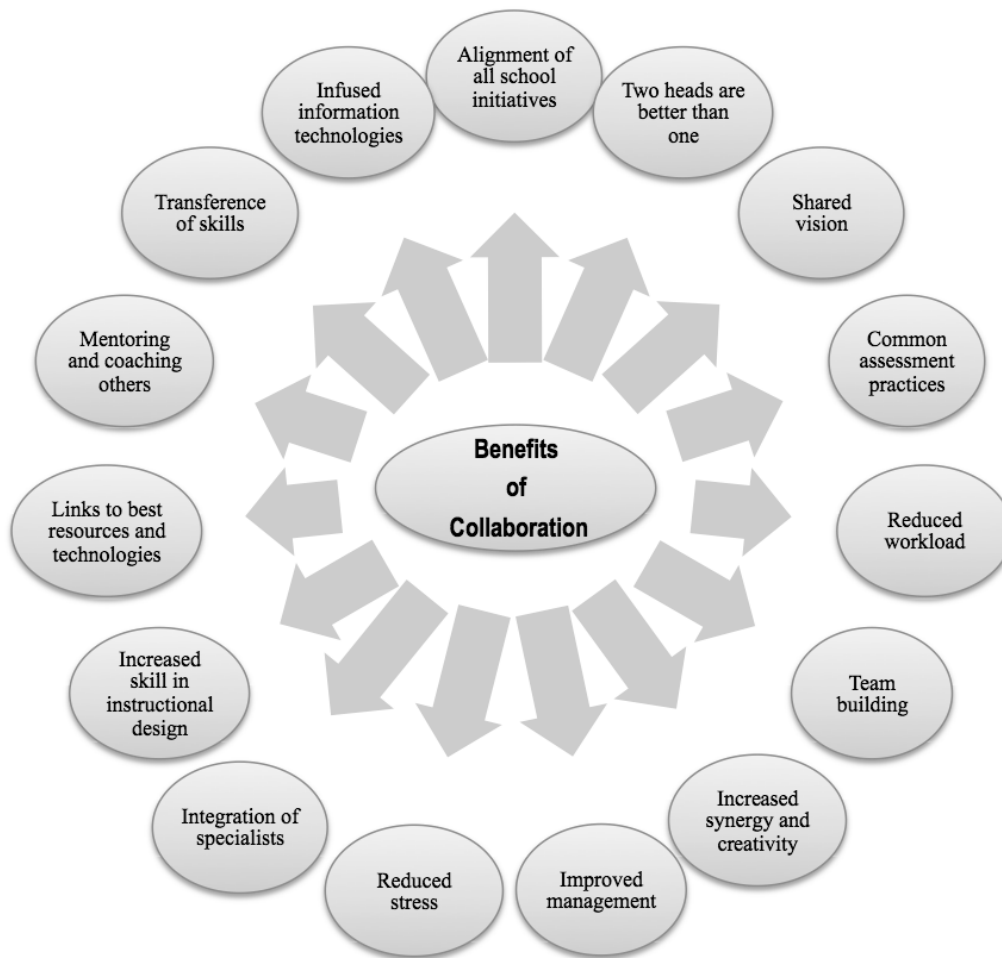 Benefits
of
Collaboration
Alignment of
all school
initiatives
Two heads are
better than
one
Shared
vision
Common
assessment
practices
Reduced
workload
Team
building
Increased
synergy and
creativity
Improved
management
Reduced
stress
Integration of
specialists
Increased
skill in
instructional
design
Links to best
resources and
technologies
Mentoring
and coaching
others
Transference
of skills
Infused
information
technologies